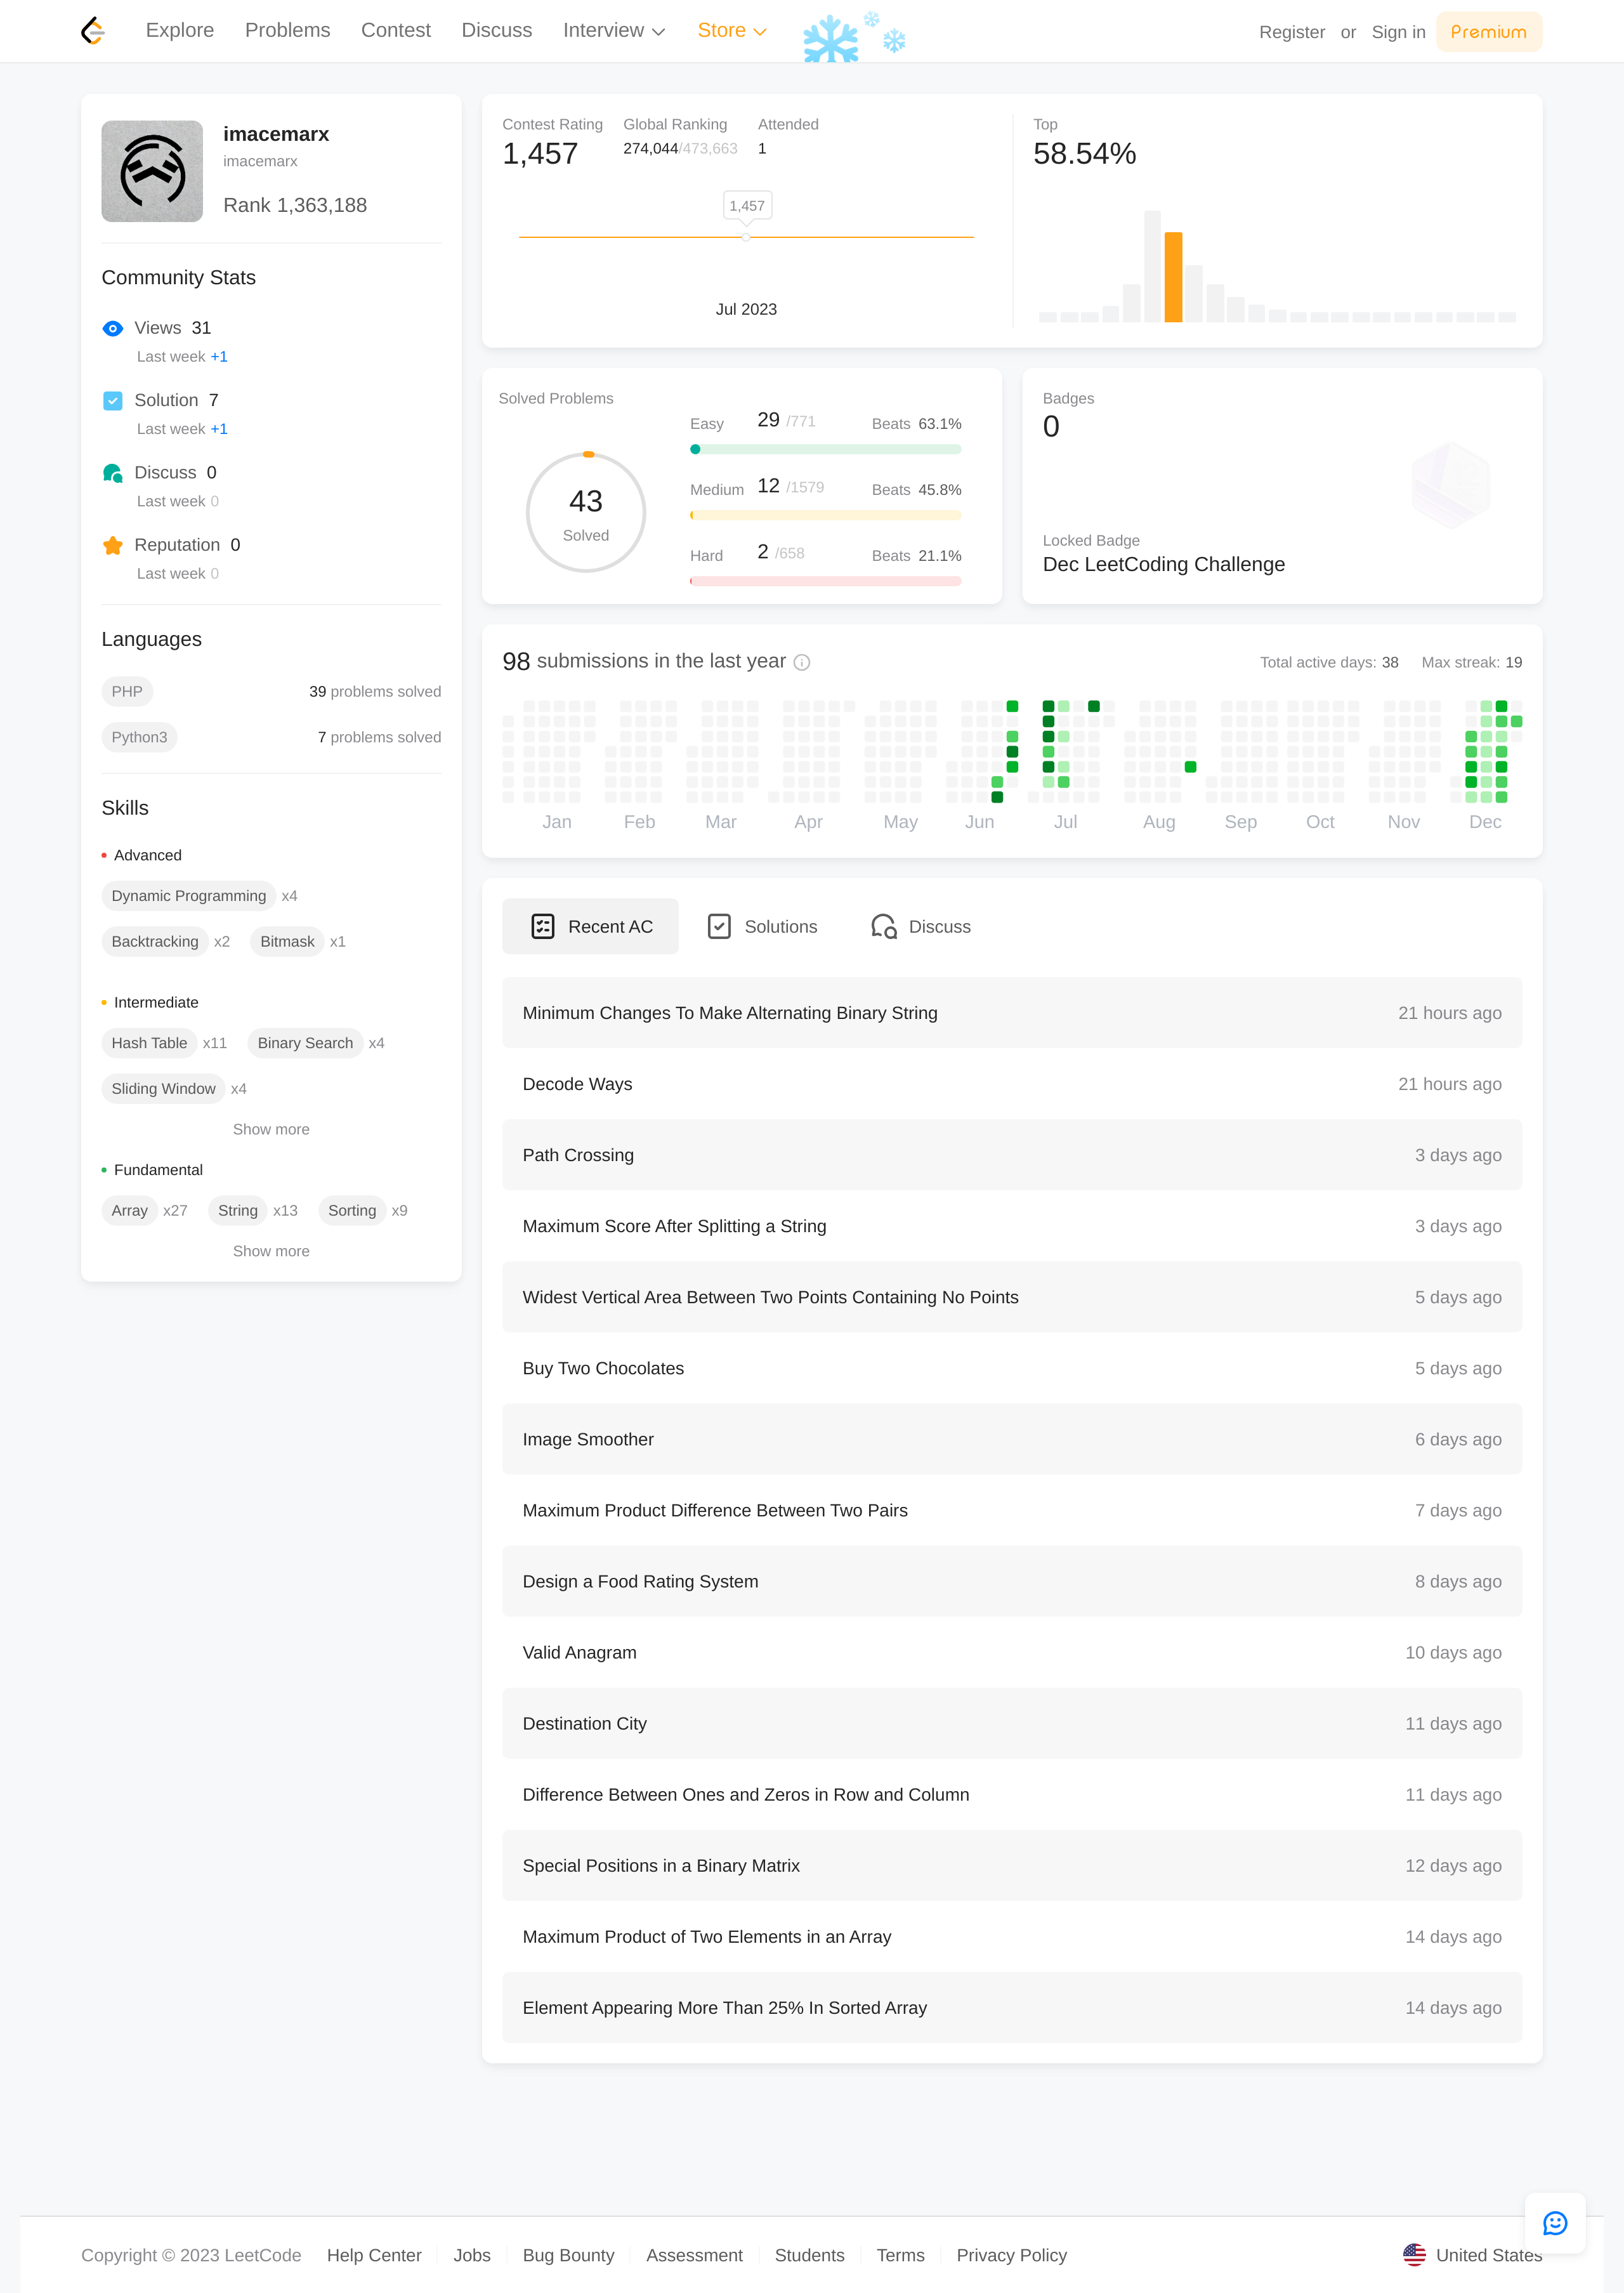 Explore Problems Contest Discuss Interview Store Register or Sign in Premium
imacemarx
imacemarx
Rank 1,363,188
Community Stats
Views 31
Last week +1
Solution 7
Last week +1
Discuss 0
Last week 0
Reputation 0
Last week 0
Languages
PHP 39 problems solved
Python3 7 problems solved
Skills
Advanced
Dynamic Programming x4
Backtracking x2 Bitmask x1
Intermediate
Hash Table x11 Binary Search x4
Sliding Window x4
Show more
Fundamental
Array x27 String x13 Sorting x9
Show more
Contest Rating Global Ranking Attended
1,457 274,044/473,663 1
1,457
Jul 2023
Top
58.54%
Solved Problems
43
Solved
Easy 29 /771 Beats 63.1%
Medium 12 /1579 Beats 45.8%
Hard 2 /658 Beats 21.1%
Badges
0
Locked Badge
Dec LeetCoding Challenge
98 submissions in the last year Total active days: 38 Max streak: 19
Jan Feb Mar Apr May Jun Jul Aug Sep Oct Nov Dec
Recent AC Solutions Discuss
Minimum Changes To Make Alternating Binary String 21 hours ago
Decode Ways 21 hours ago
Path Crossing 3 days ago
Maximum Score After Splitting a String 3 days ago
Widest Vertical Area Between Two Points Containing No Points 5 days ago
Buy Two Chocolates 5 days ago
Image Smoother 6 days ago
Maximum Product Difference Between Two Pairs 7 days ago
Design a Food Rating System 8 days ago
Valid Anagram 10 days ago
Destination City 11 days ago
Difference Between Ones and Zeros in Row and Column 11 days ago
Special Positions in a Binary Matrix 12 days ago
Maximum Product of Two Elements in an Array 14 days ago
Element Appearing More Than 25% In Sorted Array 14 days ago
Copyright © 2023 LeetCode Help Center Jobs Bug Bounty Assessment Students Terms Privacy Policy United States